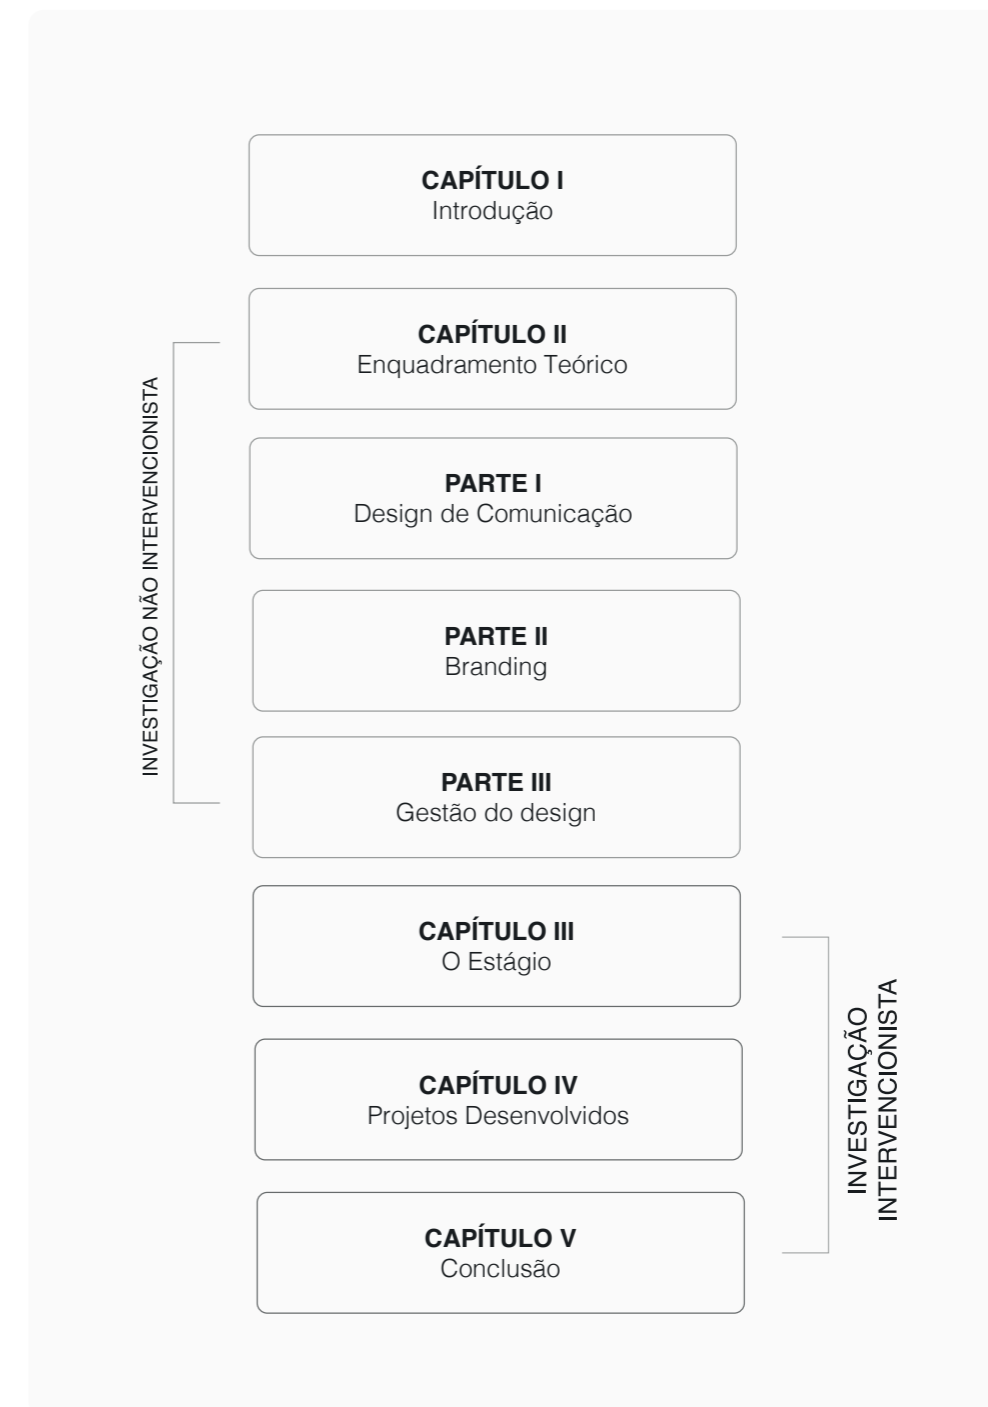 CAPÍTULO I
Introdução
CAPÍTULO II
Enquadramento Teórico
PARTE I
Design de Comunicação
PARTE II
Branding
PARTE III
Gestão do design
INVESTIGAÇÃO NÃO INTERVENCIONISTA
CAPÍTULO III
O Estágio
CAPÍTULO IV
Projetos Desenvolvidos
CAPÍTULO V
Conclusão
INVESTIGAÇÃO
INTERVENCIONISTA